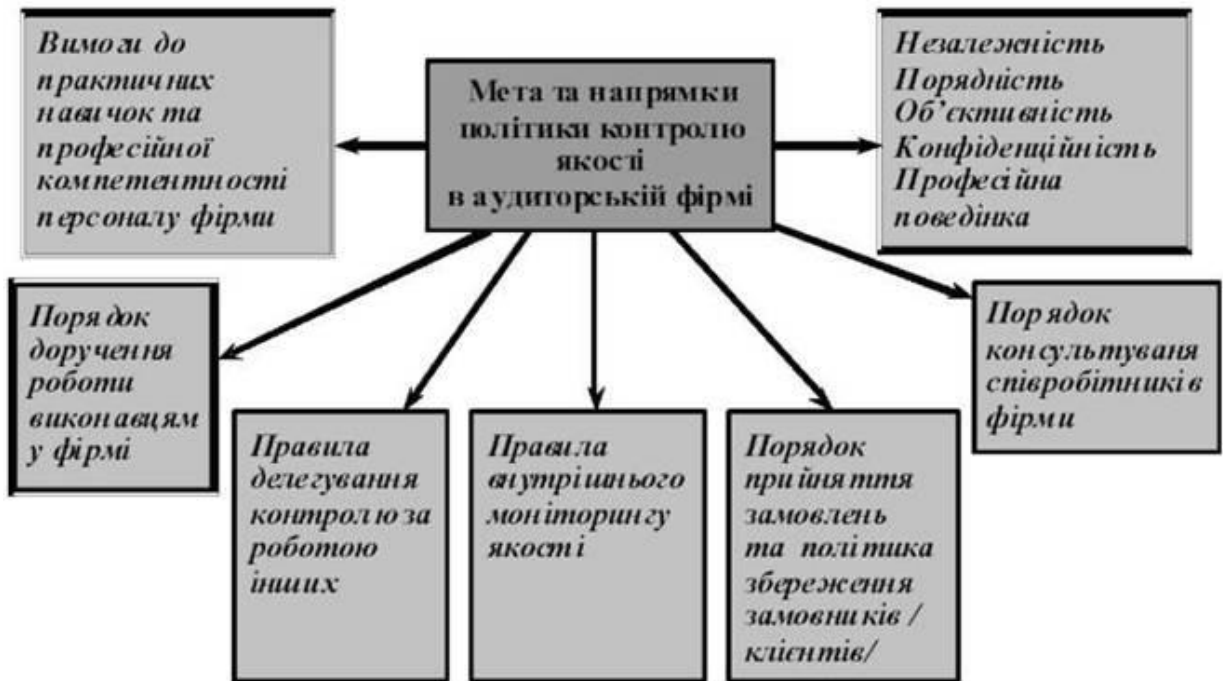 Вимоги до
практичних
навичок та
професійної
компетентності
персоналу фірми
Мета та напрямки
політики контролю
якості
в аудиторській фірмі
Незалежність
Порядність
Об’єктивність
Конфіденційність
Професійна
поведінка
Порядок
доручення
роботи
виконавцям
у фірмі
Правила
делегування
контролю за
роботою
інших
Правила
внутрішнього
моніторингу
якості
Порядок
прийняття
замовлень
та політика
збереження
замовників /
клієнтів/
Порядок
консультуваня
співробітників
фірми